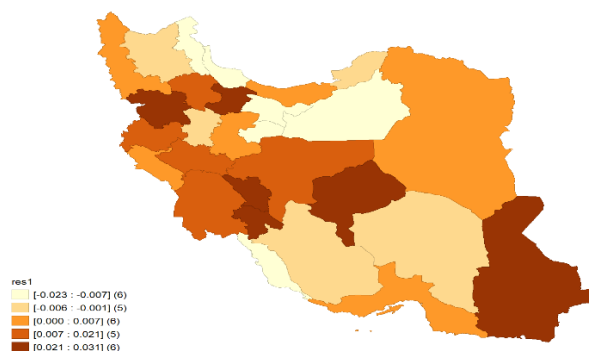 res1
[-0.023 : -0.007] (6)
[-0.006 : -0.001] (5)
[0.000 : 0.007] (6)
[0.007 : 0.021] (5)
[0.021 : 0.031] (6)